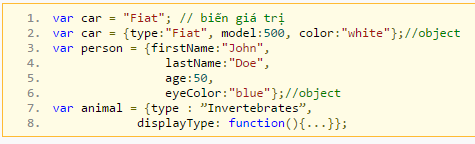 1. var car = "Fiat"; // biến giá trị
2. var car = {type:"Fiat", model:500, color:"white"};//object
3. var person = {firstName:"John",
4. lastName:"Doe",
5. age:50,
6. eyeColor:"blue"};//object
7. var animal = {type : ”Invertebrates”,
8. displayType: function(){...}};